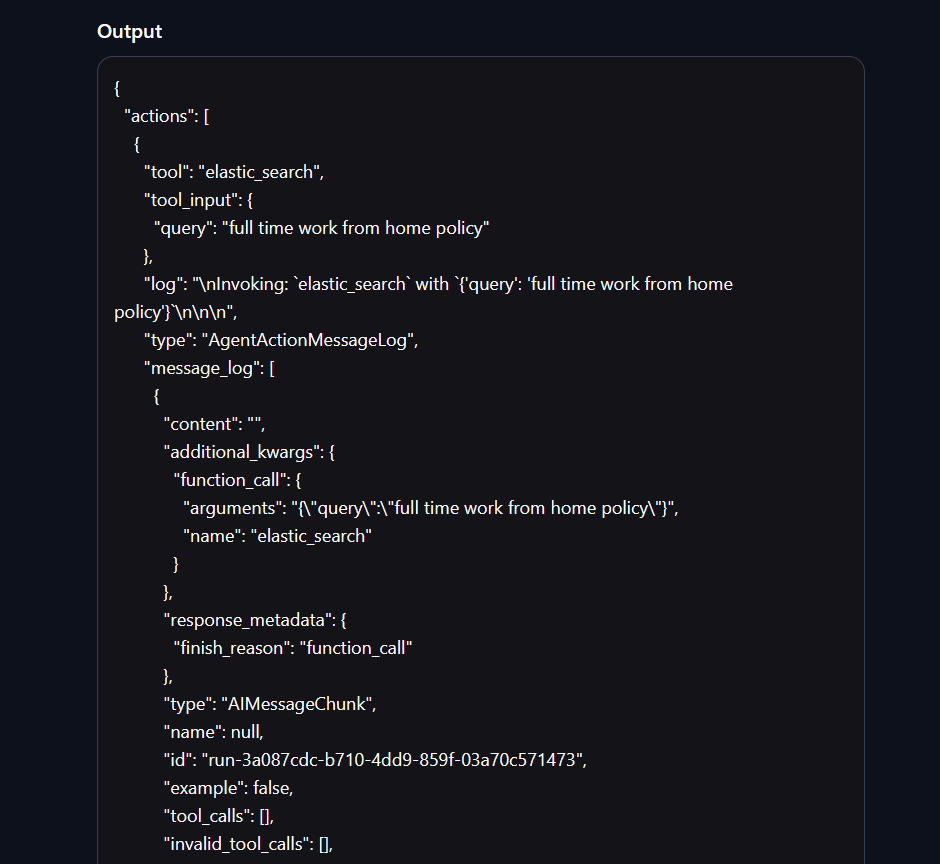 Output
{
"actions": [
{
"tool": "elastic_search",
"tool_input": {
"query": "full time work from home policy"
},
"log": "\nInvoking: `elastic_search` with `{'query': 'full time work from home
policy'}`\n\n\n",
"type": "AgentActionMessageLog",
"message_log": [
{
"content": "",
"additional_kwargs": {
"function_call": {
"arguments": "{\"query\":\"full time work from home policy\"}",
"name": "elastic_search"
}
},
"response_metadata": {
"finish_reason": "function_call"
},
"type": "AIMessageChunk",
"name": null,
"id": "run-3a087cdc-b710-4dd9-859f-03a70c571473",
"example": false,
"tool_calls": [],
"invalid_tool_calls": [],